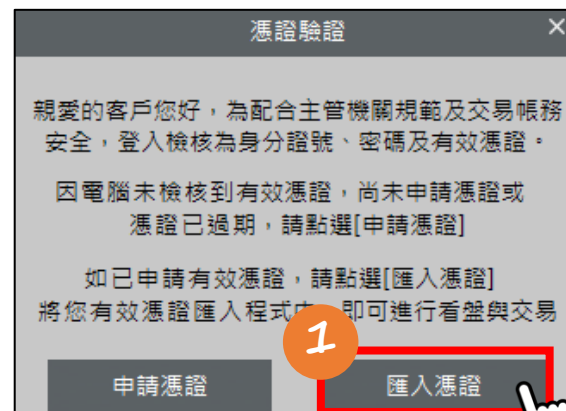 憑證驗證
親愛的客戶您好，為配合主管機關規範及交易帳務
安全，登入檢核為身分證號、密碼及有效憑證。
因電腦未檢核到有效憑證，尚未申請憑證或
憑證已過期，請點選[申請憑證]
如已申請有效憑證，請點選[匯入憑證]
將您有效憑證匯入程式中，即可進行看盤與交易
1
申請憑證
匯入憑證